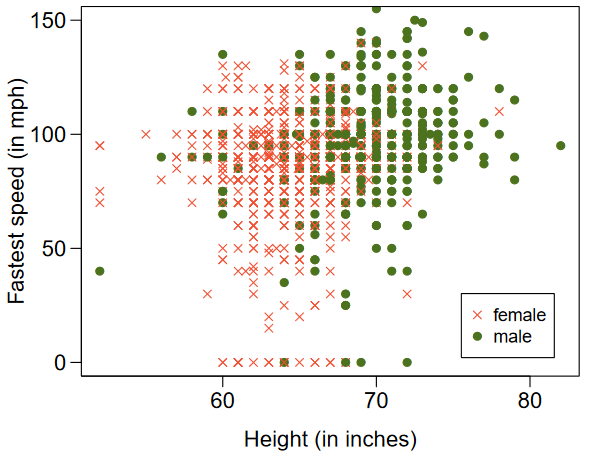 150
100
50
0
Fastest speed (in mph)
female
male
60 70 80
Height (in inches)